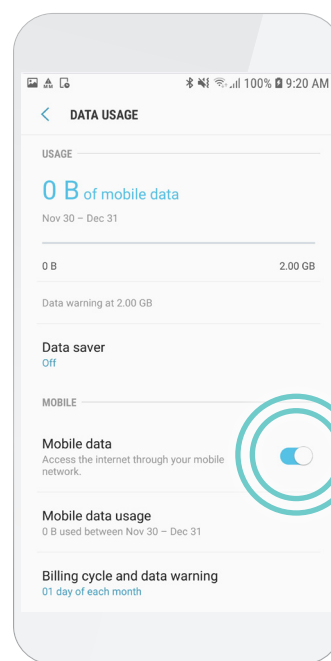 100% 9:20 AM
DATA USAGE
USAGE
0 B of mobile data
Nov 30 – Dec 31
0 B 2.00 GB
Data warning at 2.00 GB
Data saver
Off
MOBILE
Mobile data
Access the internet through your mobile
network.
Mobile data usage
0 B used between Nov 30 – Dec 31
Billing cycle and data warning
01 day of each month